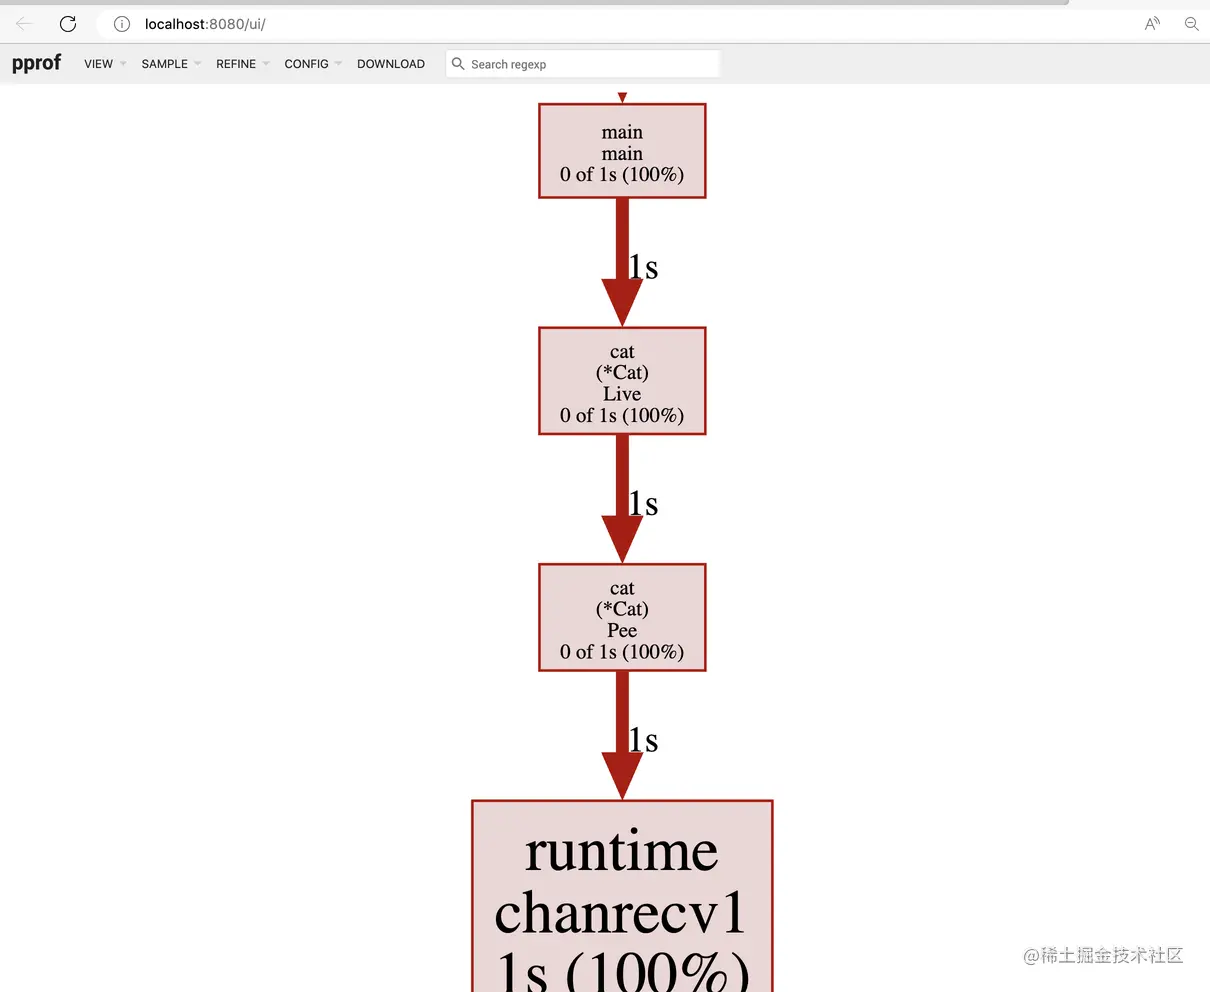 localhost:8080/ui/
pprof VIEW SAMPLE REFINE CONFIG DOWNLOAD Search regexp
main
main
0 of 1s (100%)
1s
cat
(*Cat)
Live
0 of 1s (100%)
1s
cat
(*Cat)
Pee
0 of 1s (100%)
1s
runtime
chanrecv1
1s (100%)
@稀土掘金技术社区